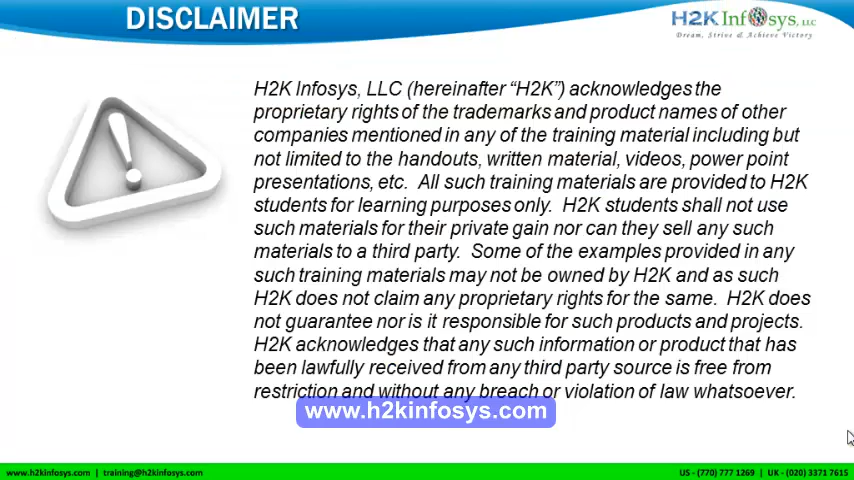 DISCLAIMER
H2K Infosys, LLC
Dream, Strive & Achieve Victory
H2K Infosys, LLC (hereinafter “H2K”) acknowledges the
proprietary rights of the trademarks and product names of other
companies mentioned in any of the training material including but
not limited to the handouts, written material, videos, power point
presentations, etc.  All such training materials are provided to H2K
students for learning purposes only.  H2K students shall not use
such materials for their private gain nor can they sell any such
materials to a third party.  Some of the examples provided in any
such training materials may not be owned by H2K and as such
H2K does not claim any proprietary rights for the same.  H2K does
not guarantee nor is it responsible for such products and projects.
H2K acknowledges that any such information or product that has
been lawfully received from any third party source is free from
restriction and without any breach or violation of law whatsoever.
www.h2kinfosys.com
www.h2kinfosys.com | training@h2kinfosys.com
US - (770) 777 1269 | UK - (020) 3371 7615